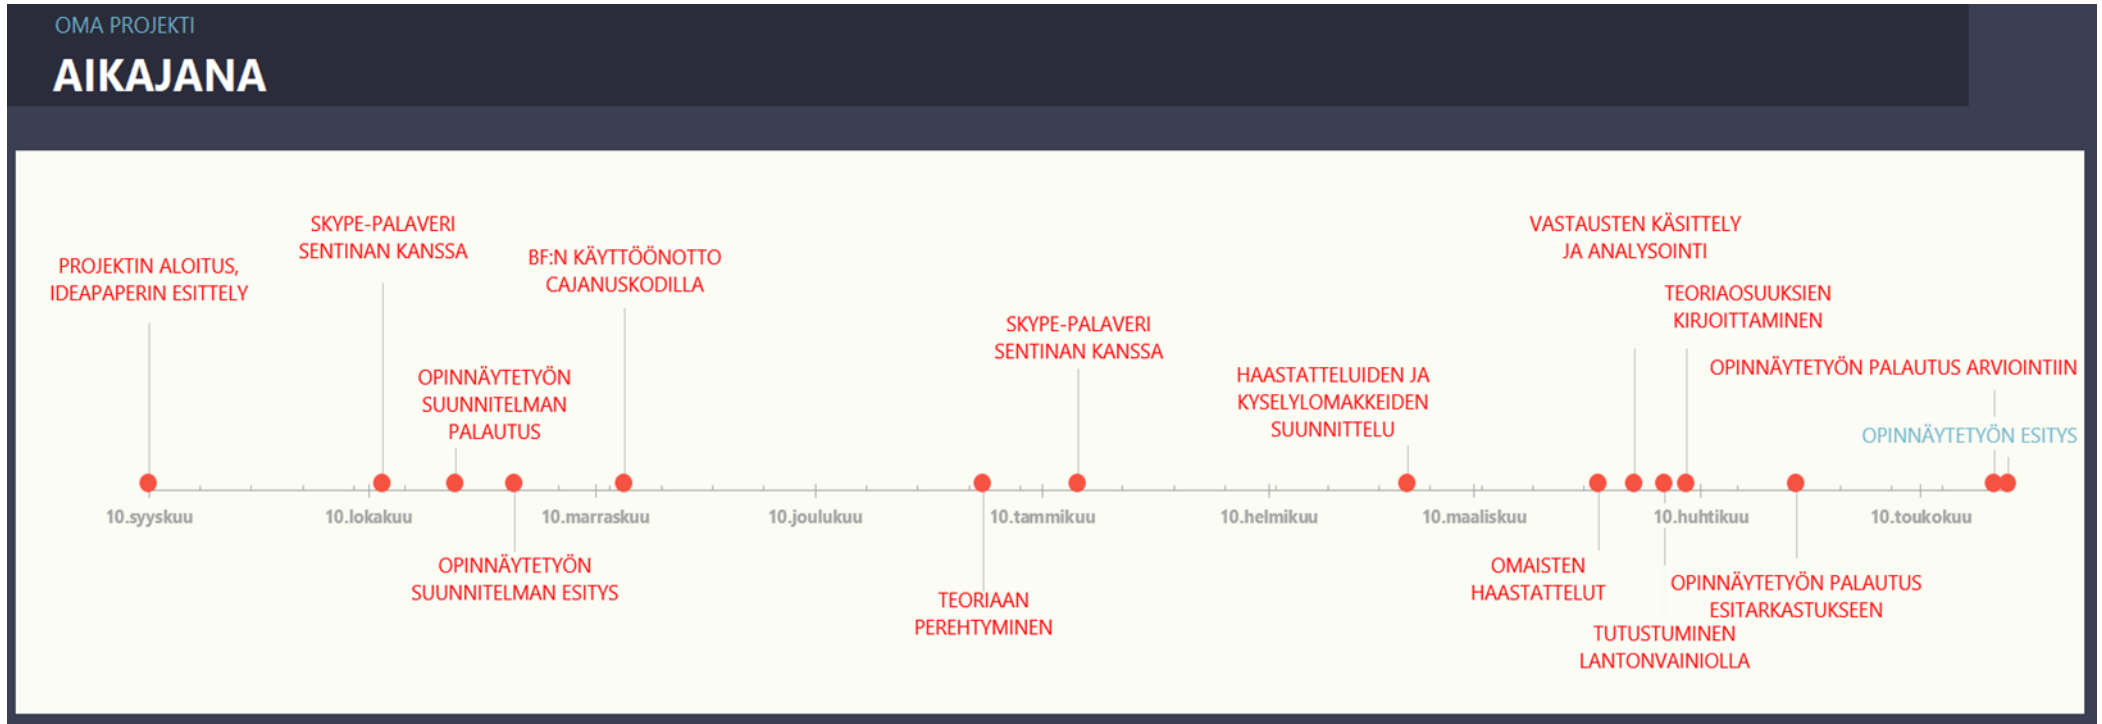 OMA PROJEKTI
AIKAJANA
PROJEKTIN ALOITUS,
IDEAPAPERIN ESITTELY
SKYPE-PALAVERI
SENTINAN KANSSA
OPINNÄYTETYÖN
SUUNNITELMAN
PALAUTUS
OPINNÄYTETYÖN
SUUNNITELMAN ESITYS
BF:N KÄYTTÖÖNOTTO
CAJANUSKODILLA
TEORIAAN
PEREHTYMINEN
SKYPE-PALAVERI
SENTINAN KANSSA
HAASTATTELUIDEN JA
KYSELYLOMAKKEIDEN
SUUNNITTELU
OMAISTEN
HAASTATTELUT
VASTAUSTEN KÄSITTELY
JA ANALYSOINTI
TUTUSTUMINEN
LANTONVAINIOLLA
TEORIAOSUUKSIEN
KIRJOITTAMINEN
OPINNÄYTETYÖN PALAUTUS
ESITARKASTUKSEEN
OPINNÄYTETYÖN PALAUTUS ARVIOINTIIN
OPINNÄYTETYÖN ESITYS
10.syyskuu
10.lokakuu
10.marraskuu
10.joulukuu
10.tammikuu
10.helmikuu
10.maaliskuu
10.huhtikuu
10.toukokuu